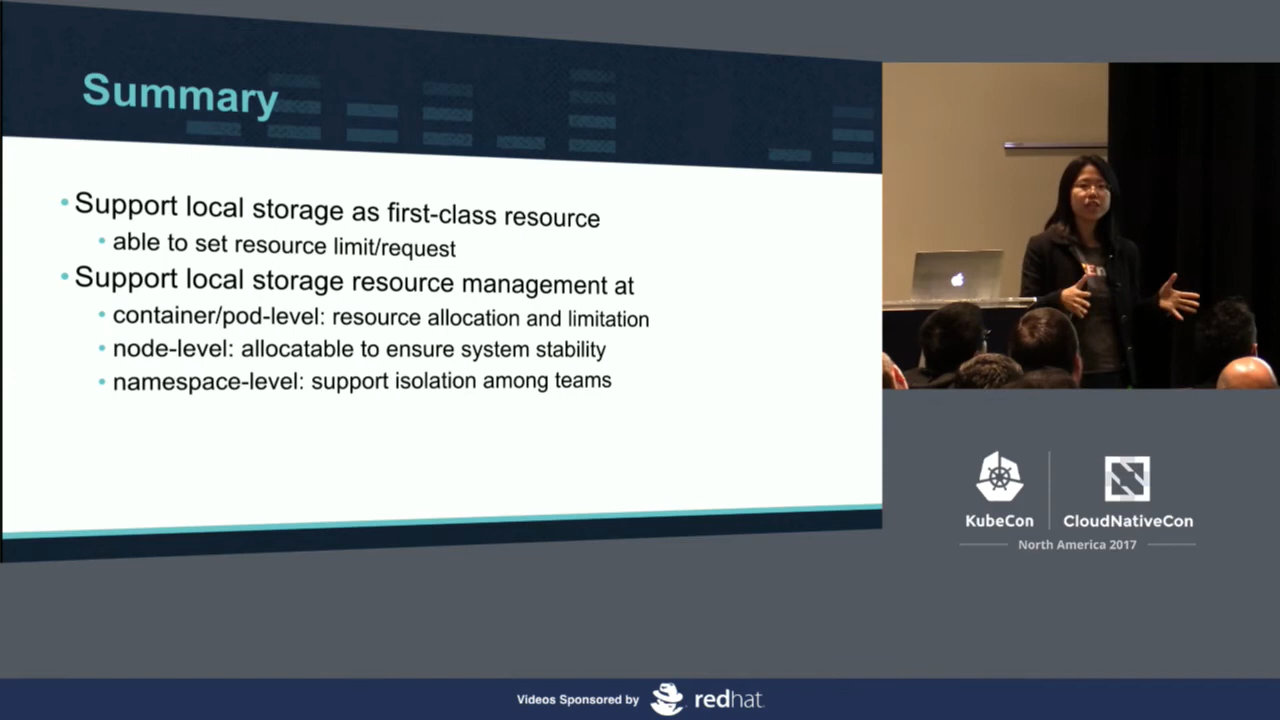 Summary
• Support local storage as first-class resource
• able to set resource limit/request
• Support local storage resource management at
• container/pod-level: resource allocation and limitation
• node-level: allocatable to ensure system stability
• namespace-level: support isolation among teams
KubeCon
CloudNativeCon
North America 2017
Videos Sponsored by redhat.